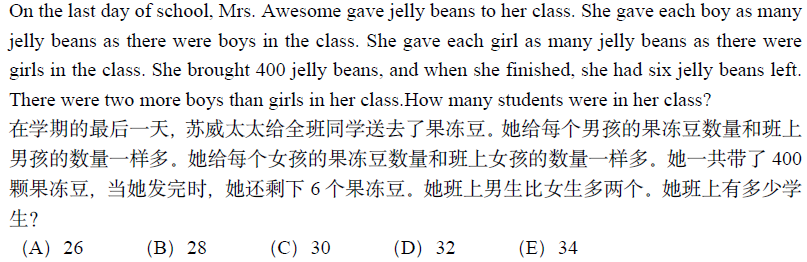 On the last day of school, Mrs. Awesome gave jelly beans to her class. She gave each boy as many
jelly beans as there were boys in the class. She gave each girl as many jelly beans as there were
girls in the class. She brought 400 jelly beans, and when she finished, she had six jelly beans left.
There were two more boys than girls in her class.How many students were in her class?
在学期的最后一天，苏威太太给全班同学送去了果冻豆。她给每个男孩的果冻豆数量和班上
男孩的数量一样多。她给每个女孩的果冻豆数量和班上女孩的数量一样多。她一共带了 400
颗果冻豆，当她发完时，她还剩下 6 个果冻豆。她班上男生比女生多两个。她班上有多少学
生？
（A）26 （B）28 （C）30 （D）32 （E）34